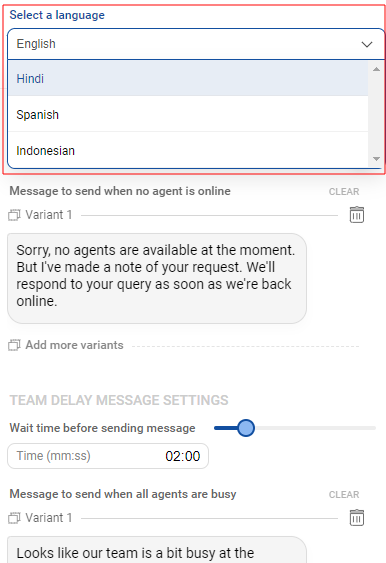 Select a language
English
Hindi
Spanish
Indonesian
Message to send when no agent is online CLEAR
Variant 1
Sorry, no agents are available at the moment.
But I've made a note of your request. We'll
respond to your query as soon as we're back
online.
Add more variants
TEAM DELAY MESSAGE SETTINGS
Wait time before sending message
Time (mm:ss) 02:00
Message to send when all agents are busy CLEAR
Variant 1
Looks like our team is a bit busy at the